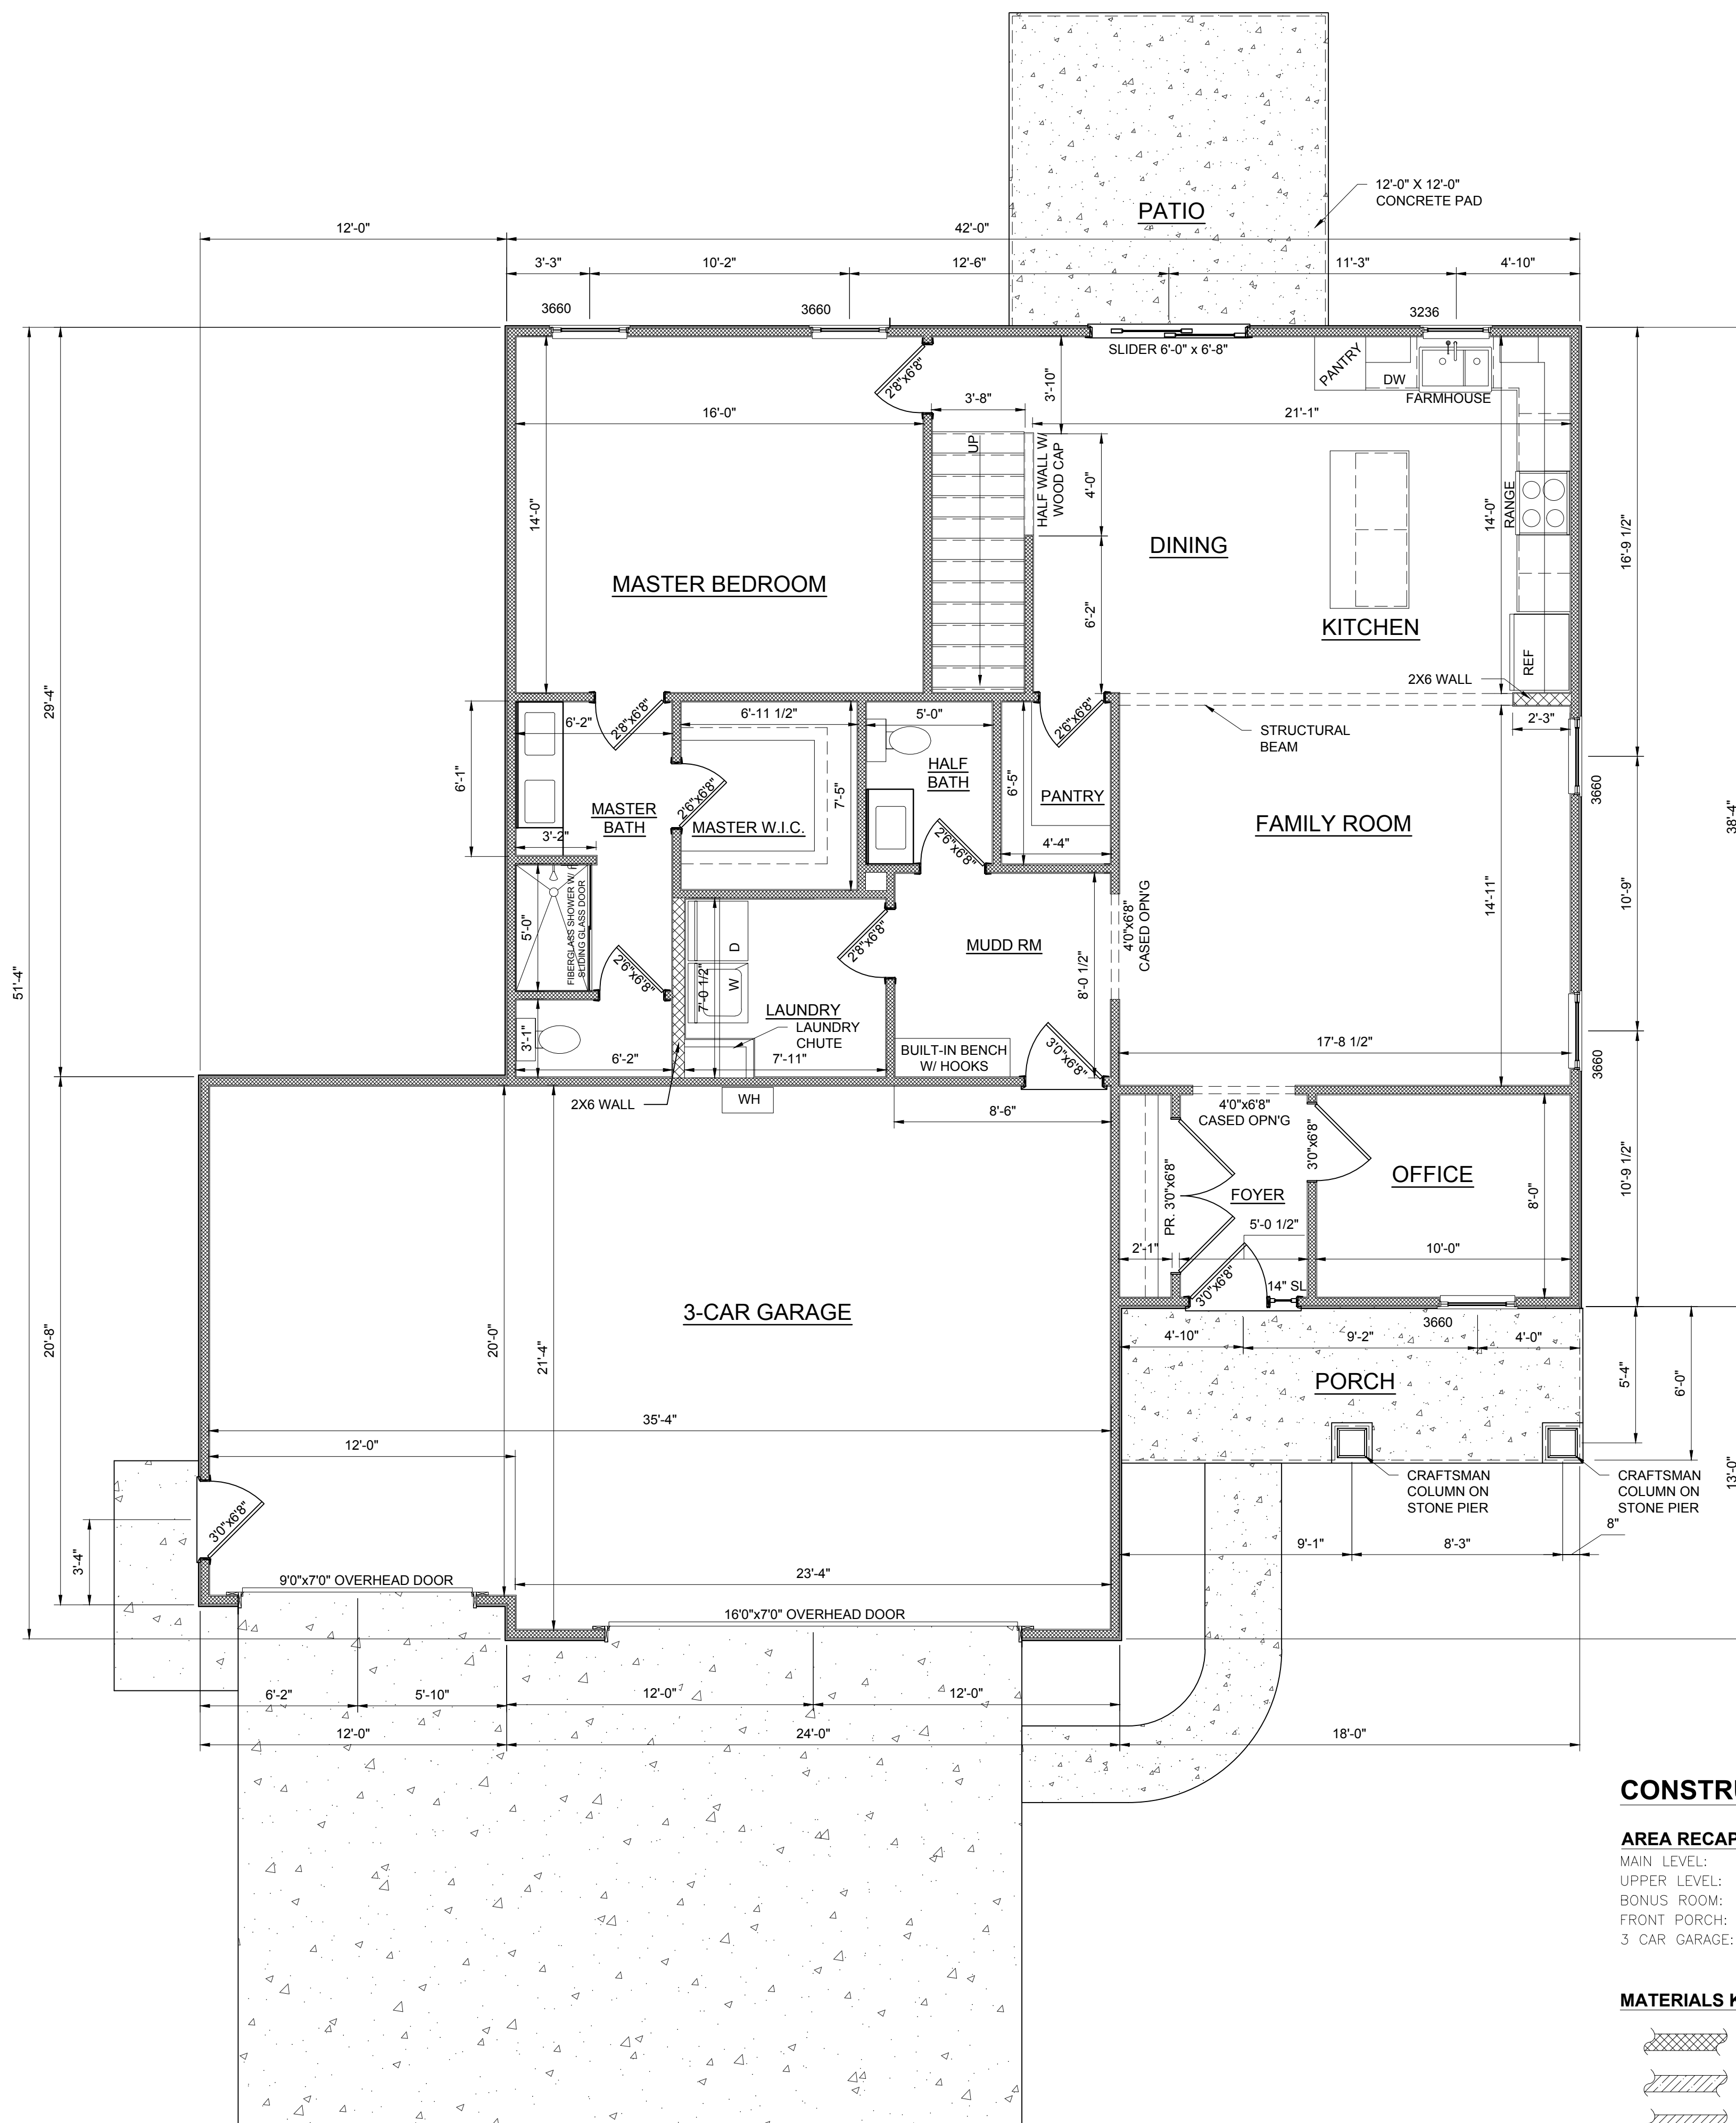 12'-0" X 12'-0"
CONCRETE PAD
PATIO
12'-0"
42'-0"
3'-3"
10'-2"
12'-6"
11'-3"
4'-10"
3660
3660
3236
SLIDER 6'-0" x 6'-8"
PANTRY
DW
FARMHOUSE
2'8"x6'8"
3'-10"
16'-0"
3'-8"
21'-1"
UP
HALF WALL W/
WOOD CAP
4'-0"
14'-0"
14'-0"
RANGE
16'-9 1/2"
DINING
MASTER BEDROOM
6'-2"
KITCHEN
REF
2X6 WALL
29'-4"
6'-2"
2'8"x6'8"
6'-11 1/2"
5'-0"
2'6"x6'8"
STRUCTURAL
BEAM
2'-3"
6'-1"
HALF
BATH
6'-5"
3660
2'6"x6'8"
7'-5"
PANTRY
MASTER
BATH
MASTER W.I.C.
FAMILY ROOM
38'-4"
3'-2"
2'6"x6'8"
4'-4"
FIBERGLASS SHOWER W/
SLIDING GLASS DOOR
5'-0"
14'-11"
10'-9"
4'0"x6'8"
CASED OPN'G
51'-4"
D
2'8"x6'8"
MUDD RM
2'6"x6'8"
W
7'-0 1/2"
8'-0 1/2"
LAUNDRY
LAUNDRY
CHUTE
3'-1"
6'-2"
7'-11"
BUILT-IN BENCH
W/ HOOKS
3'0"x6'8"
17'-8 1/2"
3660
2X6 WALL
WH
8'-6"
4'0"x6'8"
CASED OPN'G
3'0"x6'8"
10'-9 1/2"
PR. 3'0"x6'8"
OFFICE
FOYER
8'-0"
5'-0 1/2"
2'-1"
10'-0"
3'0"x6'8"
14" SL
3-CAR GARAGE
20'-8"
20'-0"
21'-4"
3660
4'-10"
9'-2"
4'-0"
PORCH
5'-4"
6'-0"
35'-4"
12'-0"
CRAFTSMAN
COLUMN ON
STONE PIER
CRAFTSMAN
COLUMN ON
STONE PIER
13'-0"
3'0"x6'8"
3'-4"
8"
9'-1"
8'-3"
9'0"x7'0" OVERHEAD DOOR
23'-4"
16'0"x7'0" OVERHEAD DOOR
6'-2"
5'-10"
12'-0"
12'-0"
12'-0"
24'-0"
18'-0"
CONSTR
AREA RECAP
MAIN LEVEL:
UPPER LEVEL:
BONUS ROOM:
FRONT PORCH:
3 CAR GARAGE:
MATERIALS K